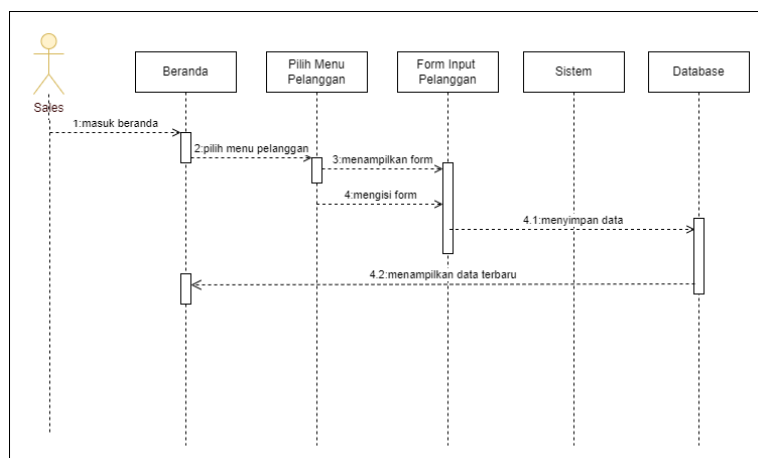 Beranda
Pilih Menu
Pelanggan
Form Input
Pelanggan
Sistem
Database
Sales
1:masuk beranda
2:pilih menu pelanggan
3:menampilkan form
4:mengisi form
4.1:menyimpan data
4.2:menampilkan data terbaru